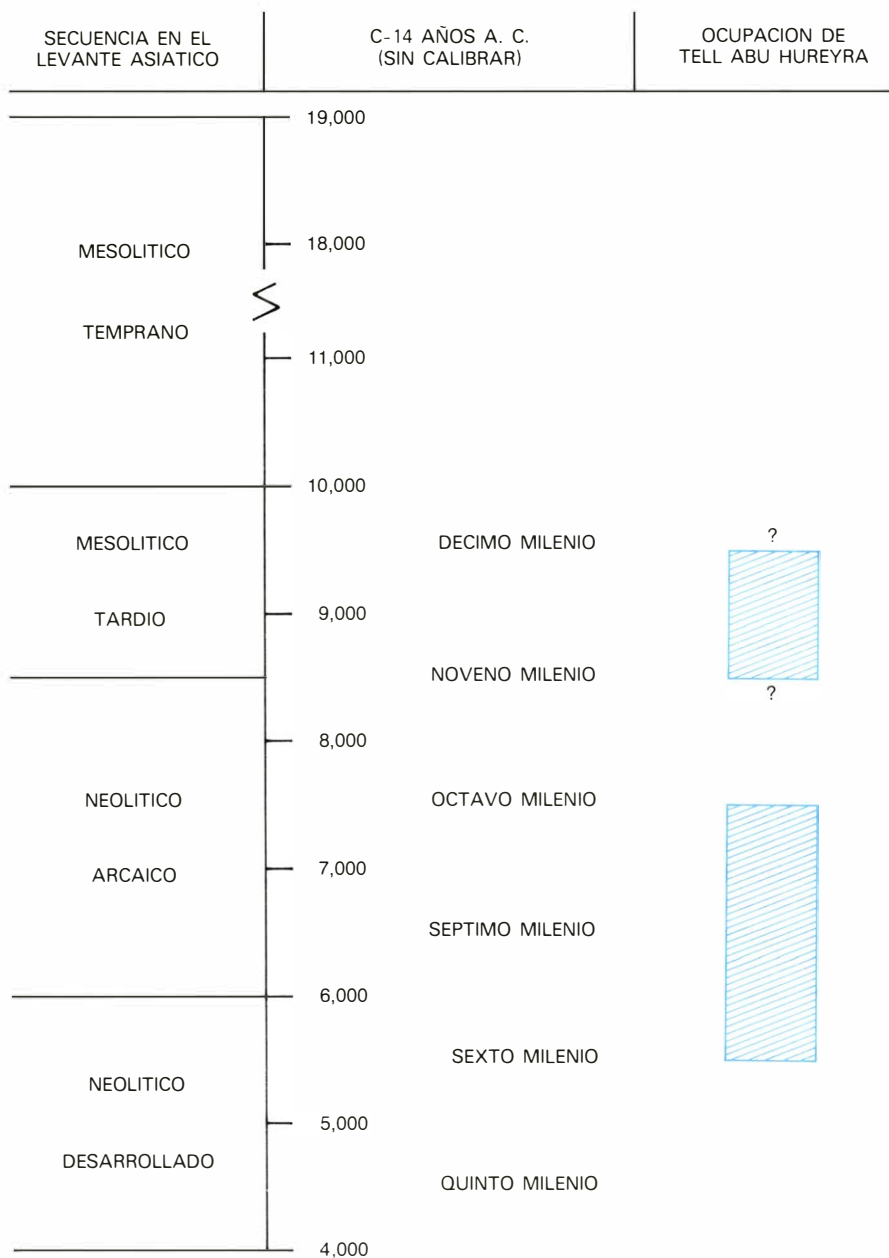 SECUENCIA EN EL
LEVANTE ASIATICO
C-14 AÑOS A. C.
(SIN CALIBRAR)
OCUPACION DE
TELL ABU HUREYRA
19,000
18,000
MESOLITICO
TEMPRANO
11,000
10,000
MESOLITICO
DECIMO MILENIO
?
9,000
TARDIO
NOVENO MILENIO
?
8,000
NEOLITICO
OCTAVO MILENIO
7,000
ARCAICO
SEPTIMO MILENIO
6,000
SEXTO MILENIO
NEOLITICO
5,000
DESARROLLADO
QUINTO MILENIO
4,000